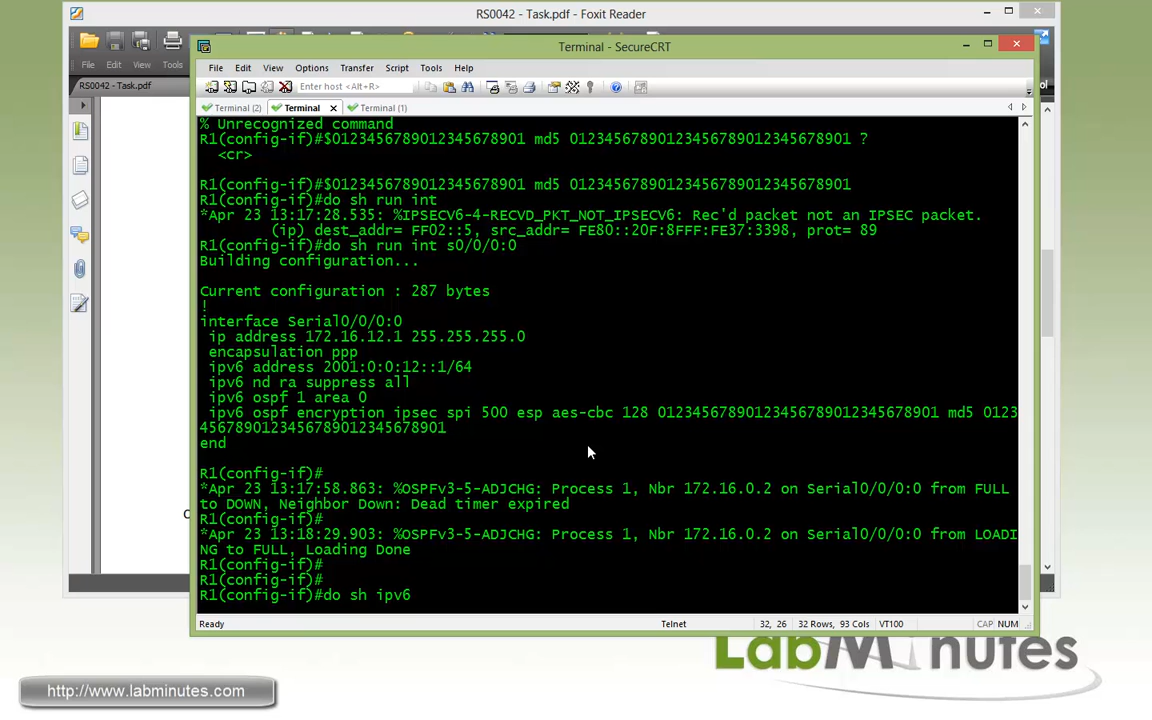 RS0042 - Task.pdf - Foxit Reader
File Edit View Tools
RS0042 - Task.pdf
Terminal - SecureCRT
File Edit View Options Transfer Script Tools Help
Enter host <Alt+R>
Terminal (2) Terminal Terminal (1)
% Unrecognized command
R1(config-if)#$01234567890123456789​01 md5 01234567890123456789012345678901 ?
<cr>
R1(config-if)#$0123456789012345678901 md5 01234567890123456789012345678901
R1(config-if)#do sh run int
*Apr 23 13:17:28.535: %IPSECV6-4-RECVD_PKT_NOT_IPSECV6: Rec'd packet not an IPSEC packet.
(ip) dest_addr= FF02::5, src_addr= FE80::20F:8FFF:FE37:3398, prot= 89
R1(config-if)#do sh run int s0/0/0:0
Building configuration...
Current configuration : 287 bytes
!
interface Serial0/0/0:0
ip address 172.16.12.1 255.255.255.0
encapsulation ppp
ipv6 address 2001:0:0:12::1/64
ipv6 nd ra suppress all
ipv6 ospf 1 area 0
ipv6 ospf encryption ipsec spi 500 esp aes-cbc 128 01234567890123456789012345678901 md5 0123
4567890123456789012345678901
end
R1(config-if)#
*Apr 23 13:17:58.863: %OSPFv3-5-ADJCHG: Process 1, Nbr 172.16.0.2 on Serial0/0/0:0 from FULL
to DOWN, Neighbor Down: Dead timer expired
R1(config-if)#
*Apr 23 13:18:29.903: %OSPFv3-5-ADJCHG: Process 1, Nbr 172.16.0.2 on Serial0/0/0:0 from LOADI
NG to FULL, Loading Done
R1(config-if)#
R1(config-if)#
R1(config-if)#do sh ipv6
Ready Telnet 32, 26 32 Rows, 93 Cols VT100 CAP NUM
LabMinutes
http://www.labminutes.com